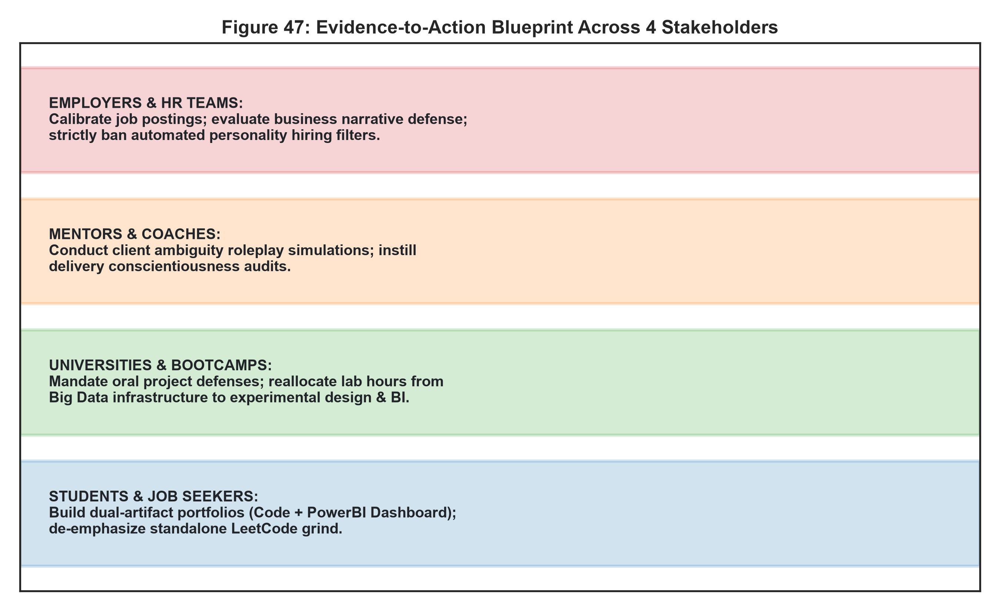 Figure 47: Evidence-to-Action Blueprint Across 4 Stakeholders
EMPLOYERS & HR TEAMS:
Calibrate job postings; evaluate business narrative defense;
strictly ban automated personality hiring filters.
MENTORS & COACHES:
Conduct client ambiguity roleplay simulations; instill
delivery conscientiousness audits.
UNIVERSITIES & BOOTCAMPS:
Mandate oral project defenses; reallocate lab hours from
Big Data infrastructure to experimental design & BI.
STUDENTS & JOB SEEKERS:
Build dual-artifact portfolios (Code + PowerBI Dashboard);
de-emphasize standalone LeetCode grind.